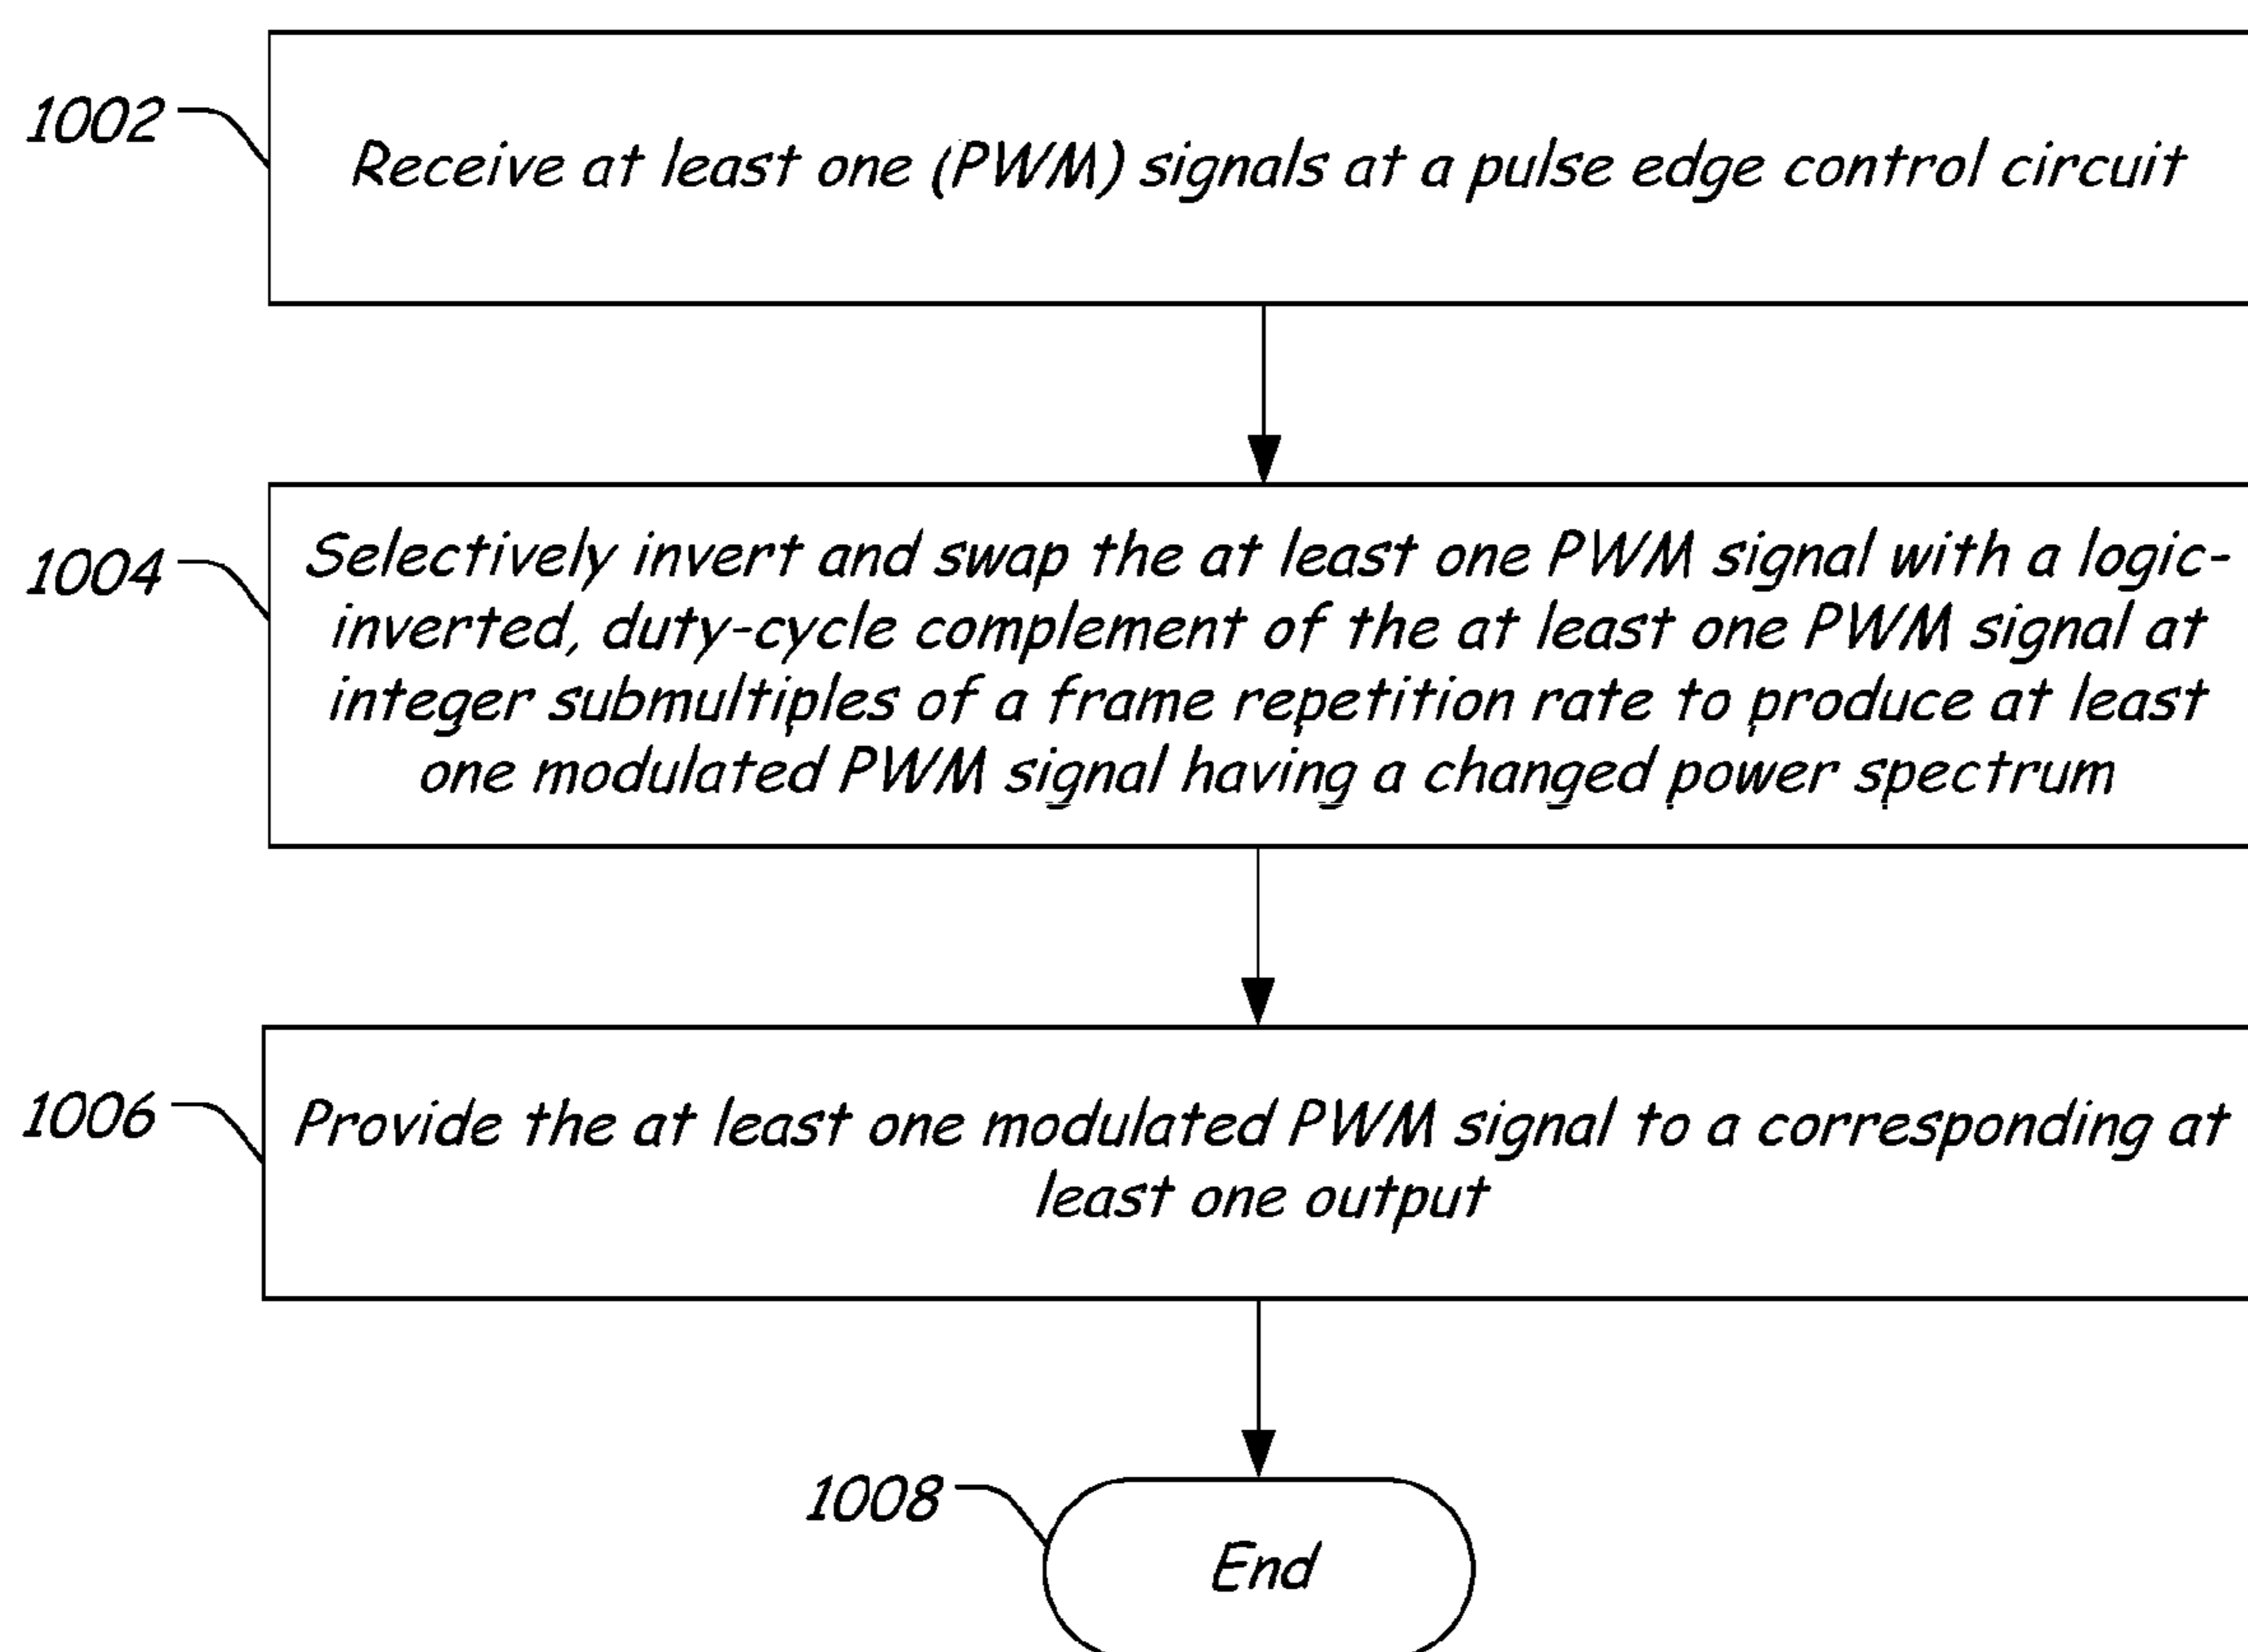 1002
Receive at least one (PWM) signals at a pulse edge control circuit
1004
Selectively invert and swap the at least one PWM signal with a logic-
inverted, duty-cycle complement of the at least one PWM signal at
integer submultiples of a frame repetition rate to produce at least
one modulated PWM signal having a changed power spectrum
1006
Provide the at least one modulated PWM signal to a corresponding at
least one output
1008
End